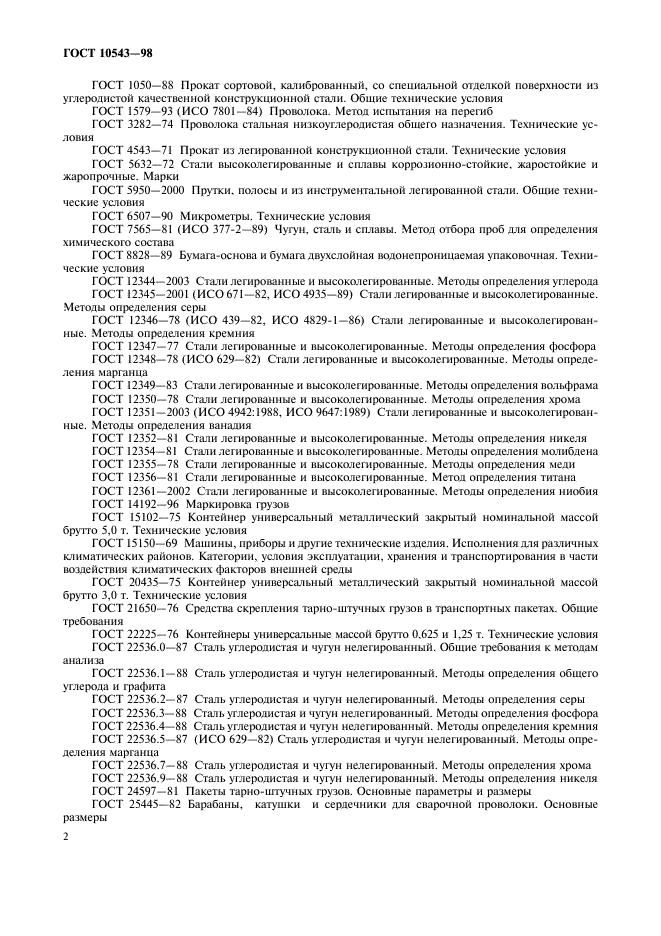 ГОСТ 10543—98
ГОСТ 1050—88 Прокат сортовой, калиброванный, со специальной отделкой поверхности из
углеродистой качественной конструкционной стали. Общие технические условия
ГОСТ 1579—93 (ИСО 7801—84) Проволока. Метод испытания на перегиб
ГОСТ 3282—74 Проволока стальная низкоуглеродистая общего назначения. Технические ус-
ловия
ГОСТ 4543—71 Прокат из легированной конструкционной стали. Технические условия
ГОСТ 5632—72 Стали высоколегированные и сплавы коррозионно-стойкие, жаростойкие и
жаропрочные. Марки
ГОСТ 5950—2000 Прутки, полосы и из инструментальной легированной стали. Общие техни-
ческие условия
ГОСТ 6507—90 Микрометры. Технические условия
ГОСТ 7565—81 (ИСО 377-2—89) Чугун, сталь и сплавы. Метод отбора проб для определения
химического состава
ГОСТ 8828—89 Бумага-основа и бумага двухслойная водонепроницаемая упаковочная. Техни-
ческие условия
ГОСТ 12344—2003 Стали легированные и высоколегированные. Методы определения углерода
ГОСТ 12345—2001 (ИСО 671—82, ИСО 4935—89) Стали легированные и высоколегированные.
Методы определения серы
ГОСТ 12346—78 (ИСО 439—82, ИСО 4829-1—86) Стали легированные и высоколегирован-
ные. Методы определения кремния
ГОСТ 12347—77 Стали легированные и высоколегированные. Методы определения фосфора
ГОСТ 12348—78 (ИСО 629—82) Стали легированные и высоколегированные. Методы опреде-
ления марганца
ГОСТ 12349—83 Стали легированные и высоколегированные. Методы определения вольфрама
ГОСТ 12350—78 Стали легированные и высоколегированные. Методы определения хрома
ГОСТ 12351—2003 (ИСО 4942:1988, ИСО 9647:1989) Стали легированные и высоколегирован-
ные. Методы определения ванадия
ГОСТ 12352—81 Стали легированные и высоколегированные. Методы определения никеля
ГОСТ 12354—81 Стали легированные и высоколегированные. Методы определения молибдена
ГОСТ 12355—78 Стали легированные и высоколегированные. Методы определения меди
ГОСТ 12356—81 Стали легированные и высоколегированные. Метод определения титана
ГОСТ 12361—2002 Стали легированные и высоколегированные. Методы определения ниобия
ГОСТ 14192—96 Маркировка грузов
ГОСТ 15102—75 Контейнер универсальный металлический закрытый номинальной массой
брутто 5,0 т. Технические условия
ГОСТ 15150—69 Машины, приборы и другие технические изделия. Исполнения для различных
климатических районов. Категории, условия эксплуатации, хранения и транспортирования в части
воздействия климатических факторов внешней среды
ГОСТ 20435—75 Контейнер универсальный металлический закрытый номинальной массой
брутто 3,0 т. Технические условия
ГОСТ 21650—76 Средства скрепления тарно-штучных грузов в транспортных пакетах. Общие
требования
ГОСТ 22225—76 Контейнеры универсальные массой брутто 0,625 и 1,25 т. Технические условия
ГОСТ 22536.0—87 Сталь углеродистая и чугун нелегированный. Общие требования к методам
анализа
ГОСТ 22536.1—88 Сталь углеродистая и чугун нелегированный. Методы определения общего
углерода и графита
ГОСТ 22536.2—87 Сталь углеродистая и чугун нелегированный. Методы определения серы
ГОСТ 22536.3—88 Сталь углеродистая и чугун нелегированный. Методы определения фосфора
ГОСТ 22536.4—88 Сталь углеродистая и чугун нелегированный. Методы определения кремния
ГОСТ 22536.5—87 (ИСО 629—82) Сталь углеродистая и чугун нелегированный. Методы опре-
деления марганца
ГОСТ 22536.7—88 Сталь углеродистая и чугун нелегированный. Методы определения хрома
ГОСТ 22536.9—88 Сталь углеродистая и чугун нелегированный. Методы определения никеля
ГОСТ 24597—81 Пакеты тарно-штучных грузов. Основные параметры и размеры
ГОСТ 25445—82 Барабаны, катушки и сердечники для сварочной проволоки. Основные
размеры
2